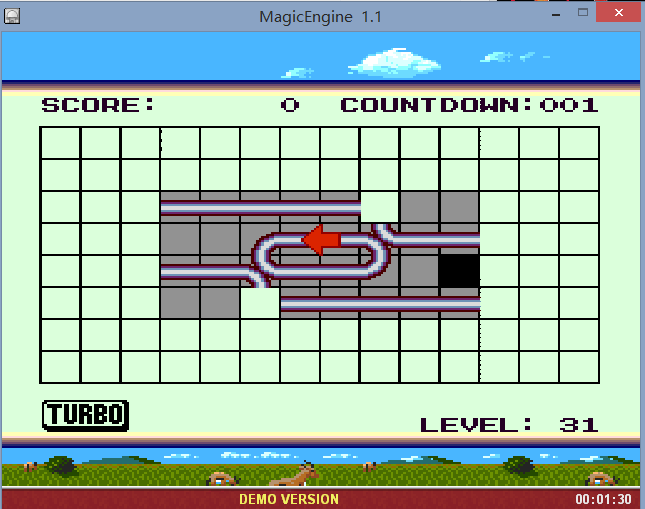 MagicEngine 1.1
SCORE: 0 COUNTDOWN:001
TURBO
LEVEL: 31
DEMO VERSION 00:01:30